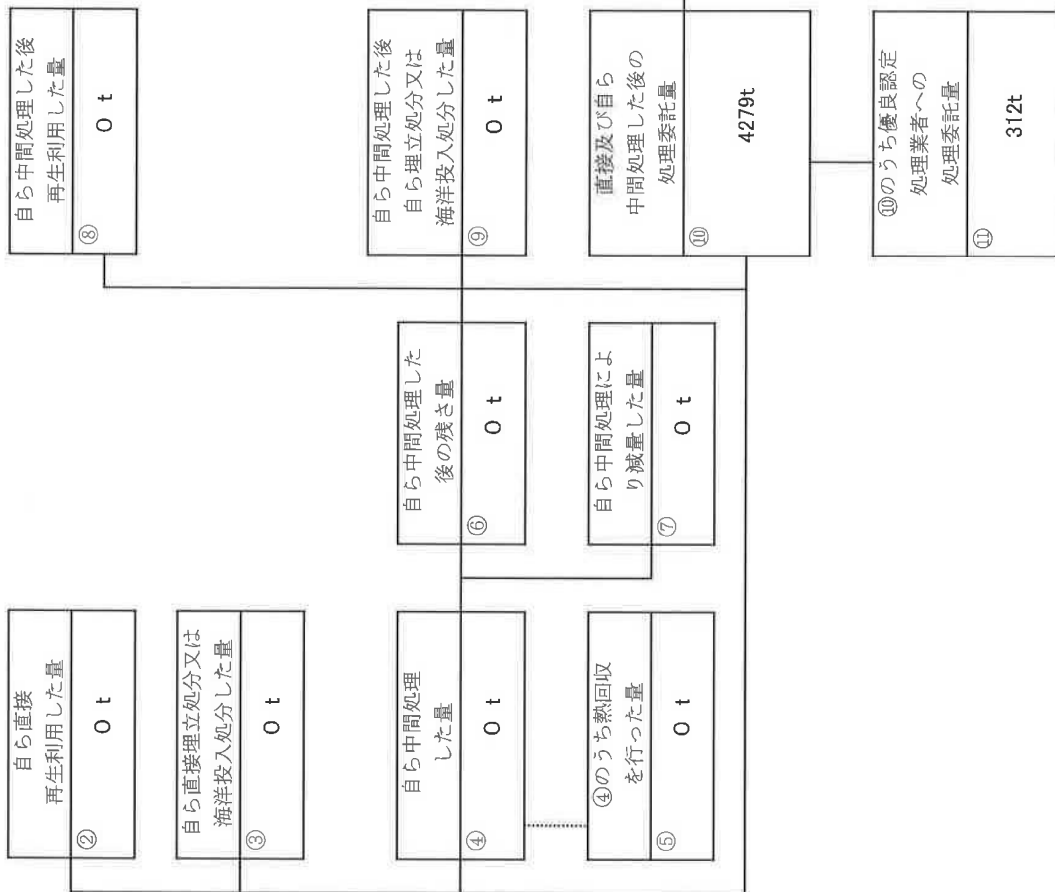 自ら直接
再生利用した量
②
0 t
自ら直接埋立処分又は
海洋投入処分した量
③
0 t
自ら中間処理
した量
④
0 t
④のうち熱回収
を行った量
⑤
0 t
自ら中間処理した
後の残さ量
⑥
0 t
自ら中間処理によ
り減量した量
⑦
0 t
自ら中間処理した後
再生利用した量
⑧
0 t
自ら中間処理した後
自ら埋立処分又は
海洋投入処分した量
⑨
0 t
直接及び自ら
中間処理した後の
処理委託量
⑩
4279t
⑩のうち優良認定
処理業者への
処理委託量
⑪
312t